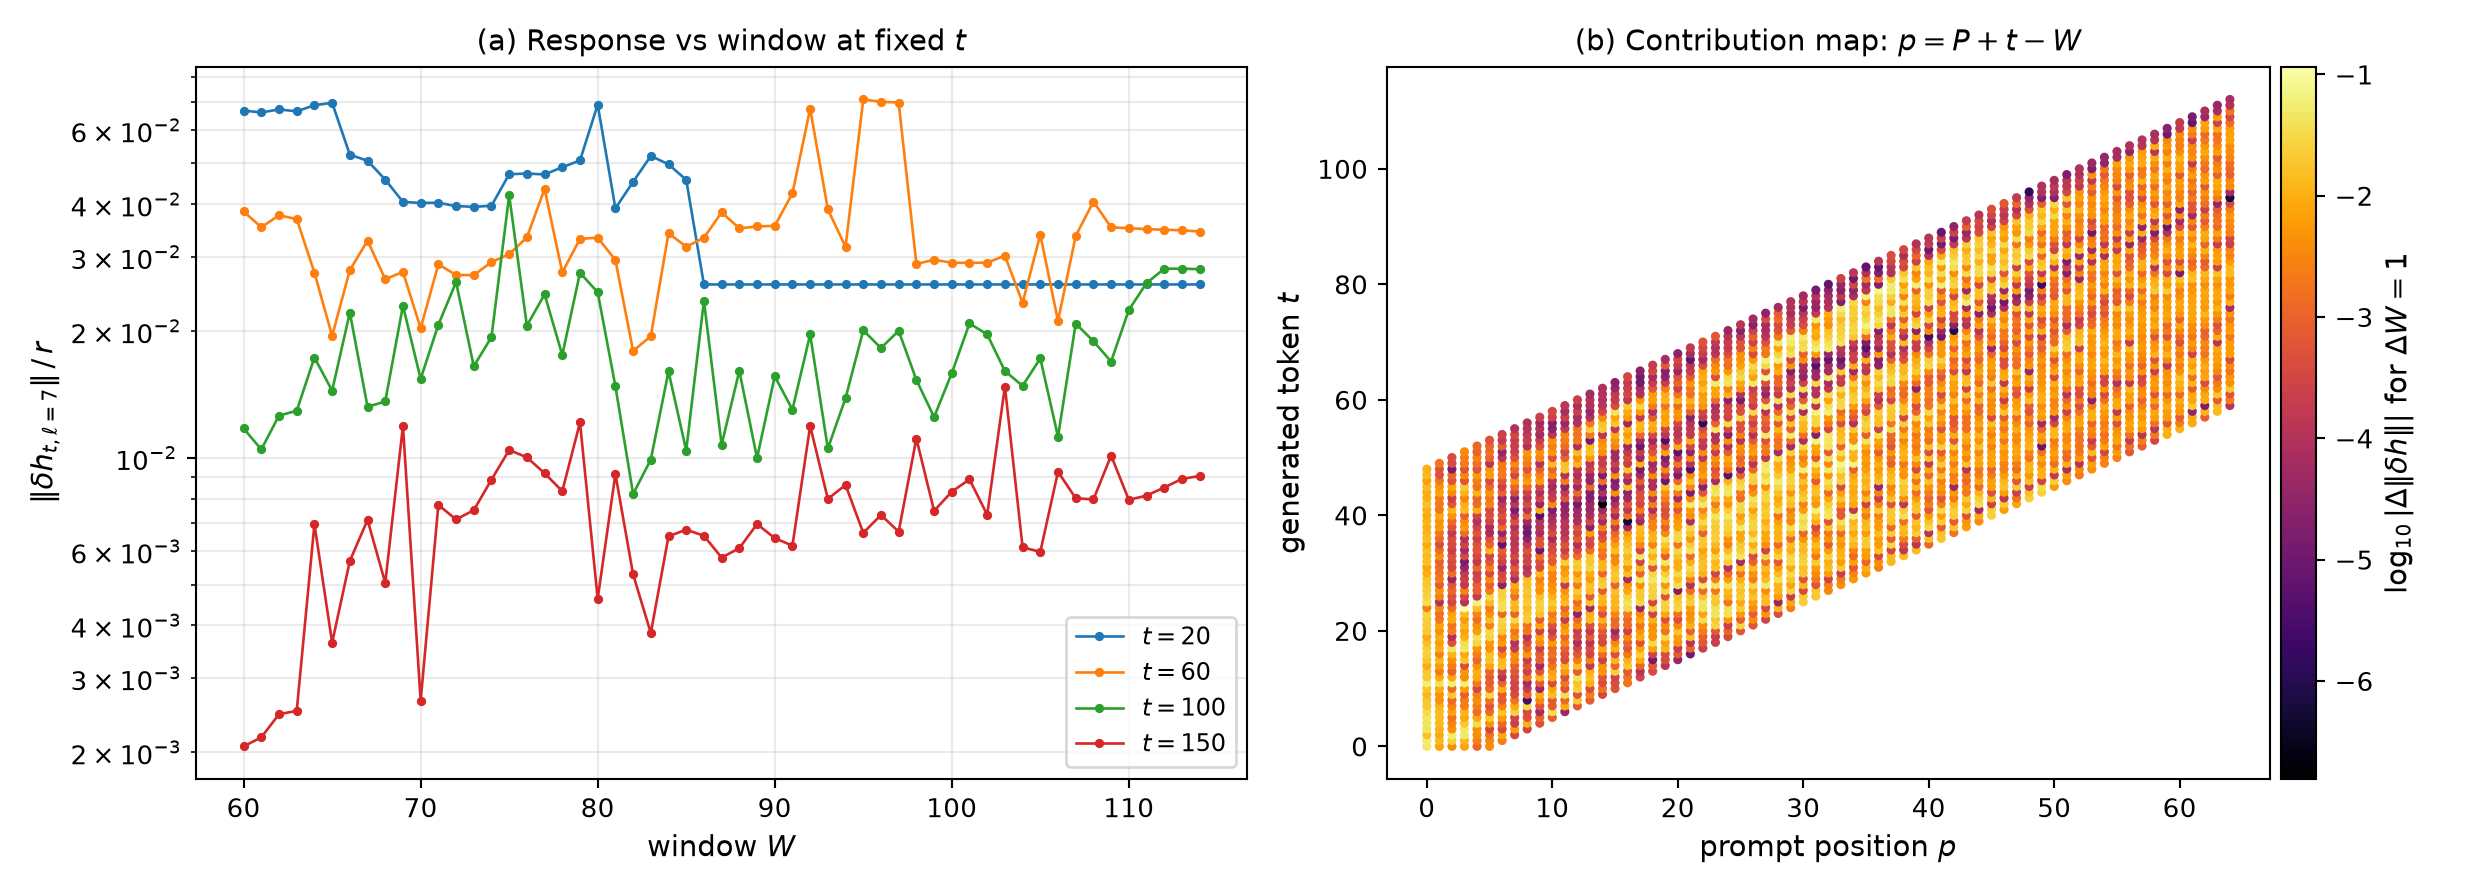 (a) Response vs window at fixed t
6 × 10⁻²
4 × 10⁻²
3 × 10⁻²
2 × 10⁻²
10⁻²
6 × 10⁻³
4 × 10⁻³
3 × 10⁻³
2 × 10⁻³
‖δh_{t, ℓ = 7}‖ / r
60 70 80 90 100 110
window W
t = 20
t = 60
t = 100
t = 150
(b) Contribution map: p = P + t − W
100
80
60
40
20
0
generated token t
0 10 20 30 40 50 60
prompt position p
−1
−2
−3
−4
−5
−6
log₁₀ |Δ‖δh‖| for ΔW = 1